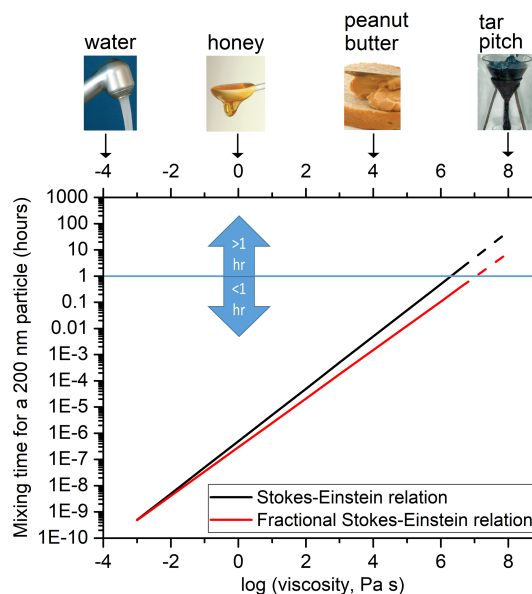 water
honey
peanut
butter
tar
pitch
-4 -2 0 2 4 6 8
Mixing time for a 200 nm particle (hours)
1000
100
10
1
0.1
0.01
1E-3
1E-4
1E-5
1E-6
1E-7
1E-8
1E-9
1E-10
>1
hr
<1
hr
Stokes-Einstein relation
Fractional Stokes-Einstein relation
-4 -2 0 2 4 6 8
log (viscosity, Pa s)